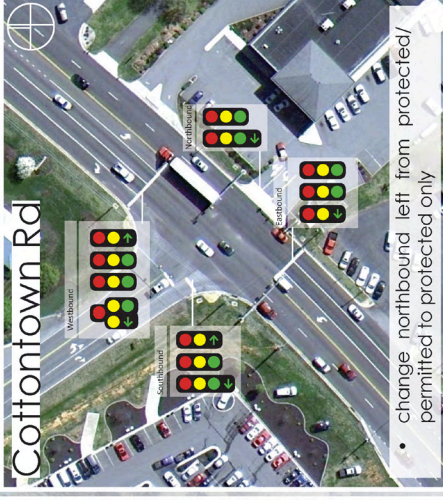 Cottontown Rd
Westbound
Southbound
Northbound
Eastbound
• change northbound left from protected/
permitted to protected only